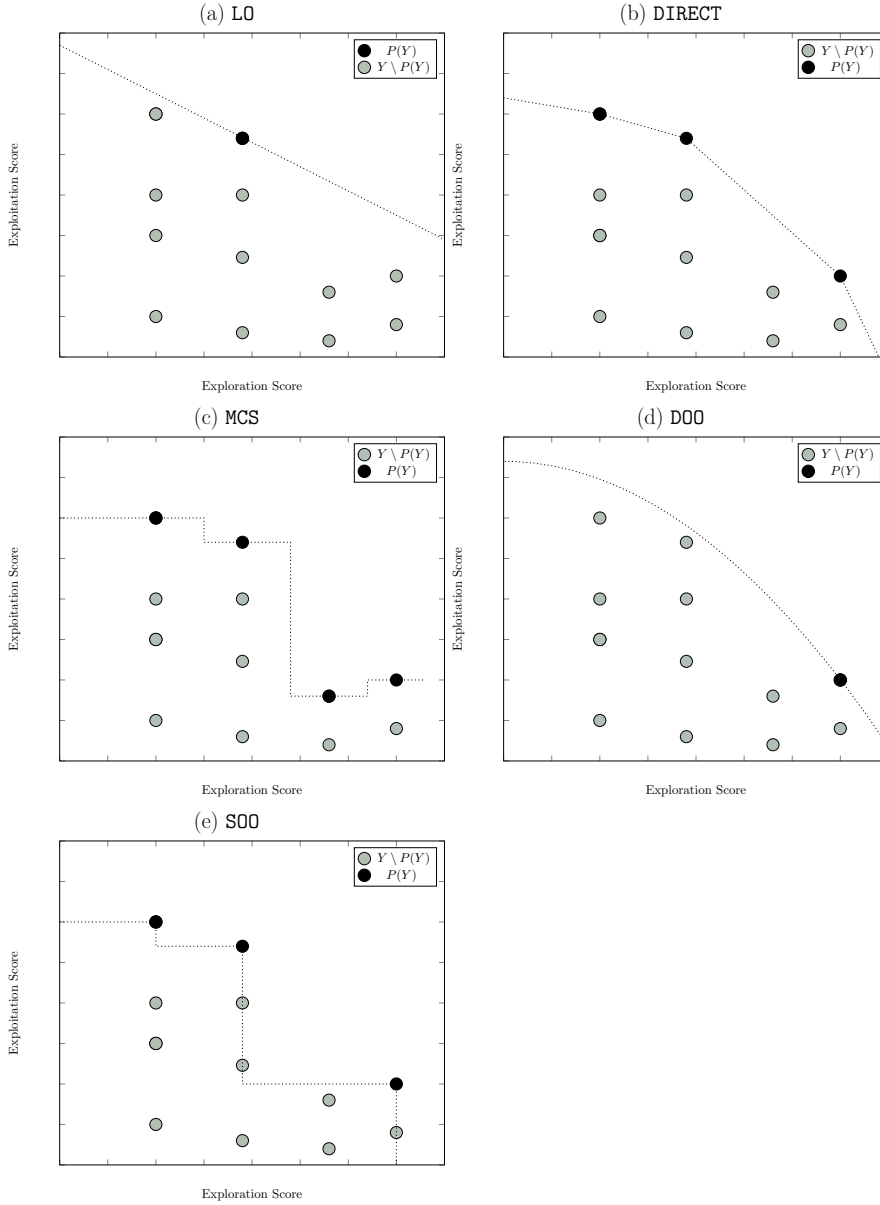 (a) LO
P(Y)
Y \ P(Y)
Exploitation Score
Exploration Score
(b) DIRECT
Y \ P(Y)
P(Y)
Exploitation Score
Exploration Score
(c) MCS
Y \ P(Y)
P(Y)
Exploitation Score
Exploration Score
(d) DOO
Y \ P(Y)
P(Y)
Exploitation Score
Exploration Score
(e) SOO
Y \ P(Y)
P(Y)
Exploitation Score
Exploration Score